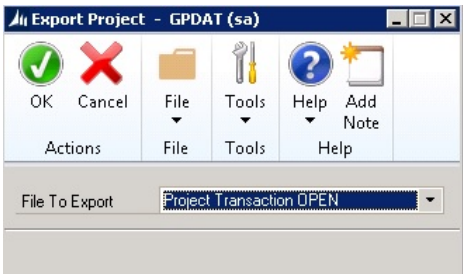 Export Project - GPDAT (sa)
OK
Cancel
File
Tools
Help
Add
Note
Actions
File
Tools
Help
File To Export
Project Transaction OPEN